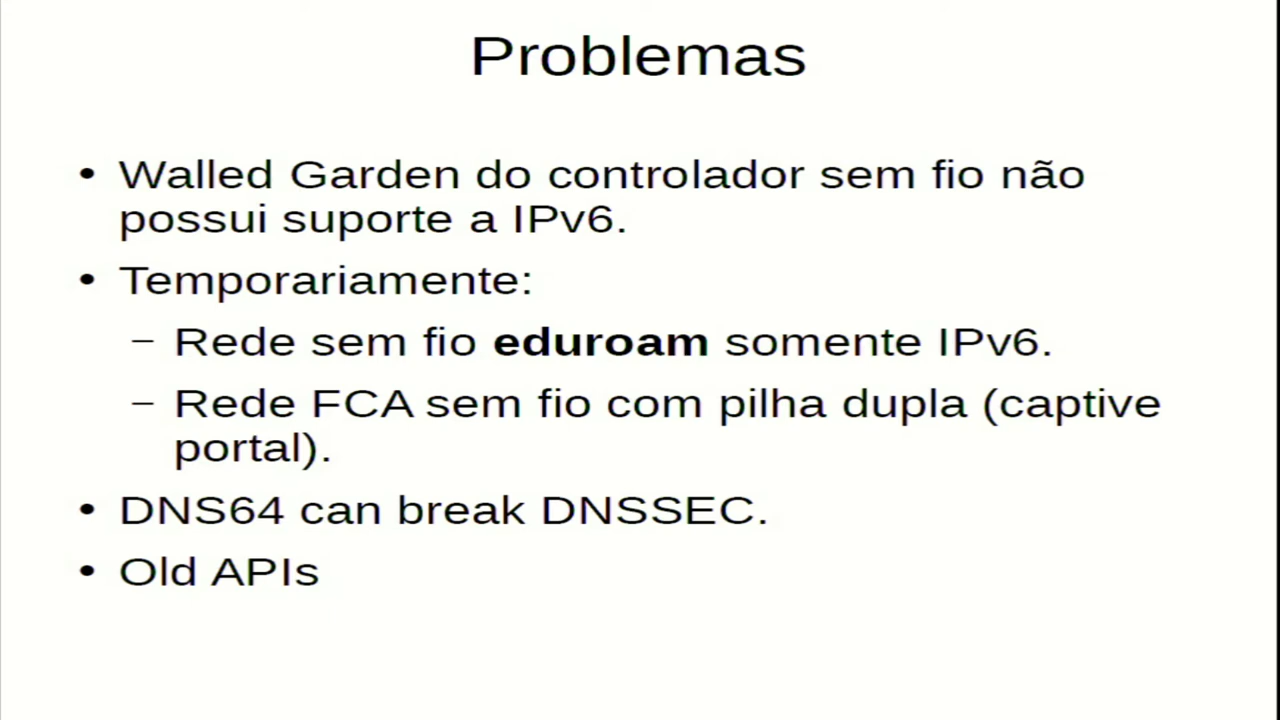 Problemas
• Walled Garden do controlador sem fio não
possui suporte a IPv6.
• Temporariamente:
– Rede sem fio eduroam somente IPv6.
– Rede FCA sem fio com pilha dupla (captive
portal).
• DNS64 can break DNSSEC.
• Old APIs